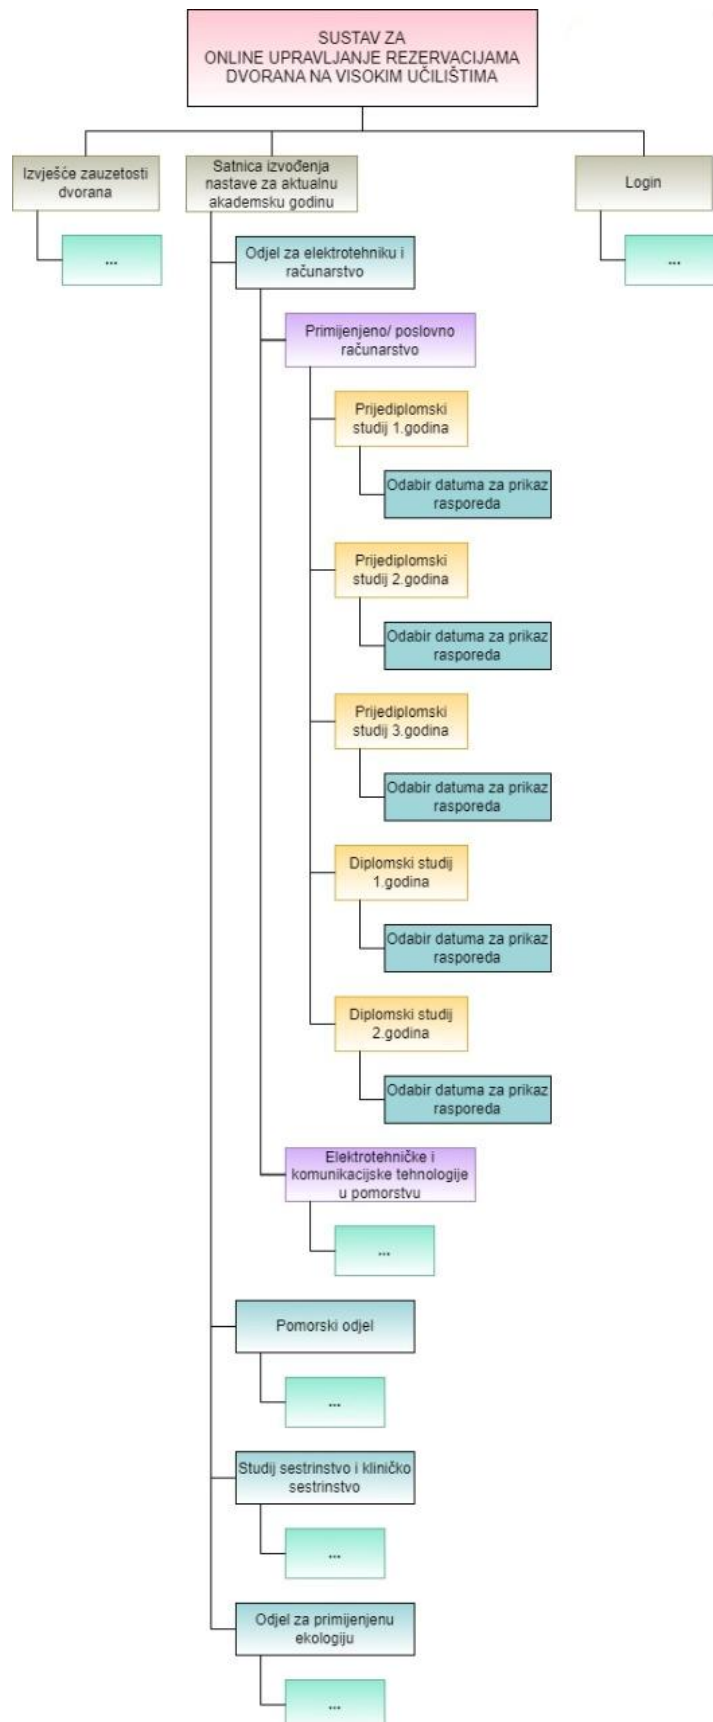 SUSTAV ZA
ONLINE UPRAVLJANJE REZERVACIJAMA
DVORANA NA VISOKIM UČILIŠTIMA
Izvješće zauzetosti
dvorana
...
Satnica izvođenja
nastave za aktualnu
akademsku godinu
Login
...
Odjel za elektrotehniku i
računarstvo
Primijenjeno/ poslovno
računarstvo
Prijediplomski
studij 1.godina
Odabir datuma za prikaz
rasporeda
Prijediplomski
studij 2.godina
Odabir datuma za prikaz
rasporeda
Prijediplomski
studij 3.godina
Odabir datuma za prikaz
rasporeda
Diplomski studij
1.godina
Odabir datuma za prikaz
rasporeda
Diplomski studij
2.godina
Odabir datuma za prikaz
rasporeda
Elektrotehničke i
komunikacijske tehnologije
u pomorstvu
...
Pomorski odjel
...
Studij sestrinstvo i kliničko
sestrinstvo
...
Odjel za primijenjenu
ekologiju
...